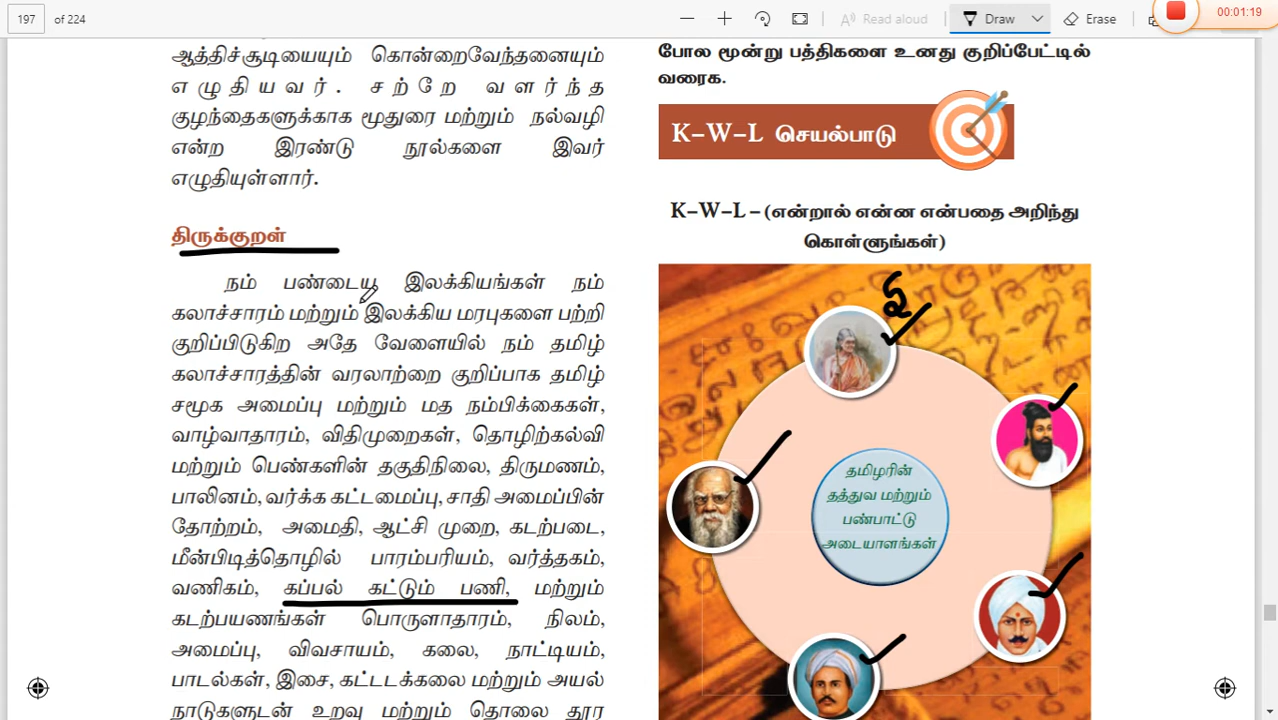 197 of 224
Read aloud
Draw
Erase
00:01:19
ஆத்திச்சூடியையும் கொன்றைவேந்தனையும்
எழுதியவர். சற்றே வளர்ந்த
குழந்தைகளுக்காக மூதுரை மற்றும் நல்வழி
என்ற இரண்டு நூல்களை இவர்
எழுதியுள்ளார்.
திருக்குறள்
நம் பண்டைய இலக்கியங்கள் நம்
கலாச்சாரம் மற்றும் இலக்கிய மரபுகளை பற்றி
குறிப்பிடுகிற அதே வேளையில் நம் தமிழ்
கலாச்சாரத்தின் வரலாற்றை குறிப்பாக தமிழ்
சமூக அமைப்பு மற்றும் மத நம்பிக்கைகள்,
வாழ்வாதாரம், விதிமுறைகள், தொழிற்கல்வி
மற்றும் பெண்களின் தகுதிநிலை, திருமணம்,
பாலினம், வர்க்க கட்டமைப்பு, சாதி அமைப்பின்
தோற்றம், அமைதி, ஆட்சி முறை, கடற்படை,
மீன்பிடித்தொழில் பாரம்பரியம், வர்த்தகம்,
வணிகம், கப்பல் கட்டும் பணி, மற்றும்
கடற்பயணங்கள் பொருளாதாரம், நிலம்,
அமைப்பு, விவசாயம், கலை, நாட்டியம்,
பாடல்கள், இசை, கட்டடக்கலை மற்றும் அயல்
நாடுகளுடன் உறவு மற்றும் தொலை தூர
போல மூன்று பத்திகளை உனது குறிப்பேட்டில்
வரைக.
K-W-L செயல்பாடு
K-W-L - (என்றால் என்ன என்பதை அறிந்து
கொள்ளுங்கள்)
தமிழரின்
தத்துவ மற்றும்
பண்பாட்டு
அடையாளங்கள்